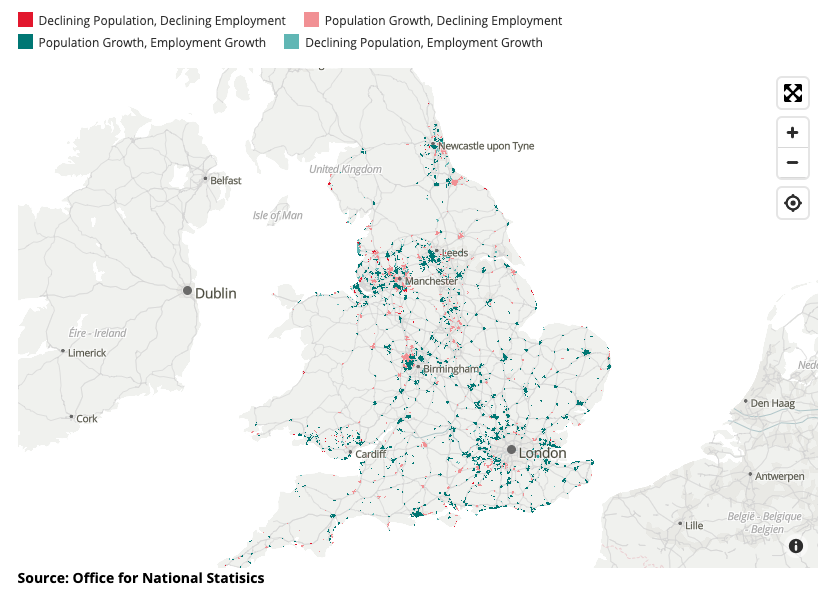 Declining Population, Declining Employment
Population Growth, Declining Employment
Population Growth, Employment Growth
Declining Population, Employment Growth
Newcastle upon Tyne
United Kingdom
Belfast
Isle of Man
Leeds
Manchester
Dublin
Éire - Ireland
Limerick
Birmingham
Cork
Den Haag
Cardiff
London
Antwerpen
België - Belgique
- Belgien
Lille
Source: Office for National Statisics